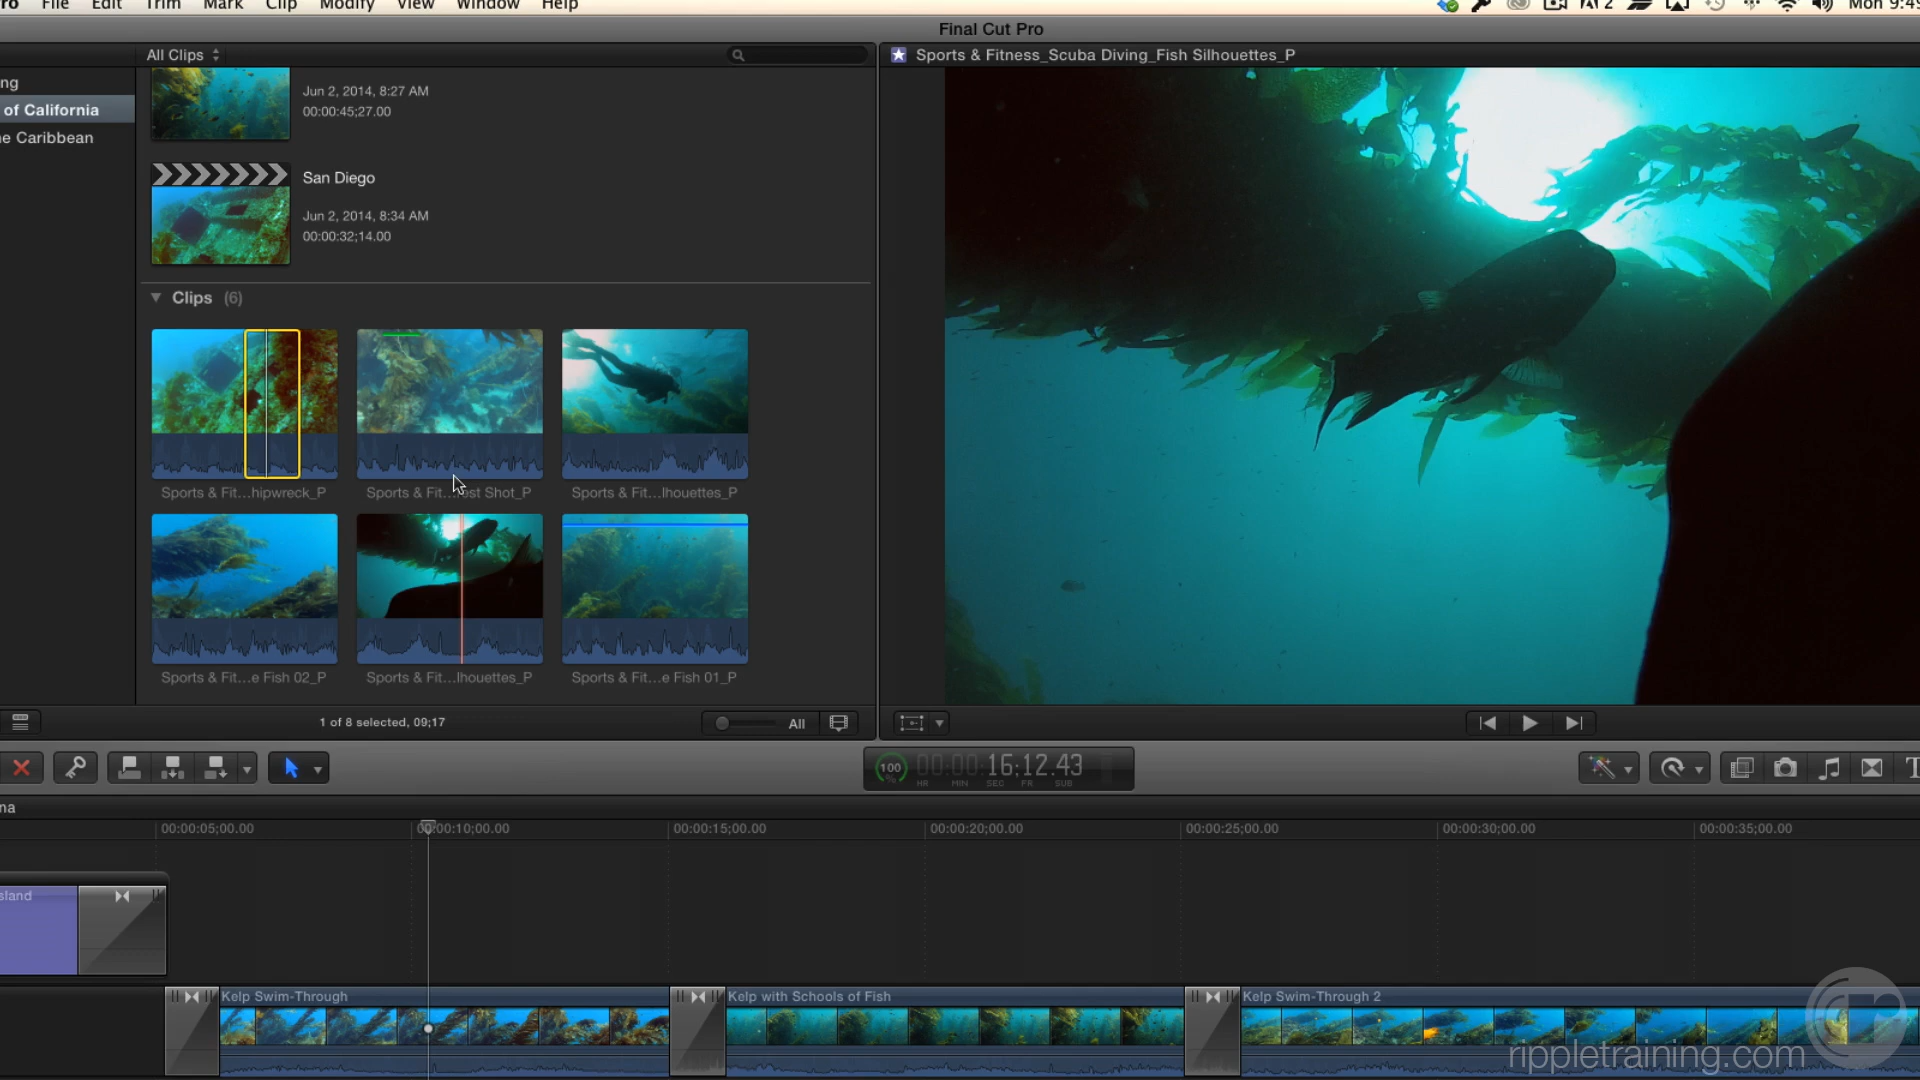 File Edit Trim Mark Clip Modify View Window Help
Mon 9:49
Final Cut Pro
All Clips
Sports & Fitness_Scuba Diving_Fish Silhouettes_P
ng
of California
e Caribbean
Jun 2, 2014, 8:27 AM
00:00:45;27.00
San Diego
Jun 2, 2014, 8:34 AM
00:00:32;14.00
Clips (6)
Sports & Fit...hipwreck_P
Sports & Fit...est Shot_P
Sports & Fit...lhouettes_P
Sports & Fit...e Fish 02_P
Sports & Fit...lhouettes_P
Sports & Fit...e Fish 01_P
1 of 8 selected, 09;17
All
100 %
00:00:16:12.43
HR MIN SEC FR SUB
na
00:00:05;00.00
00:00:10;00.00
00:00:15;00.00
00:00:20;00.00
00:00:25;00.00
00:00:30;00.00
00:00:35;00.00
sland
Kelp Swim-Through
Kelp with Schools of Fish
Kelp Swim-Through 2
rippletraining.com